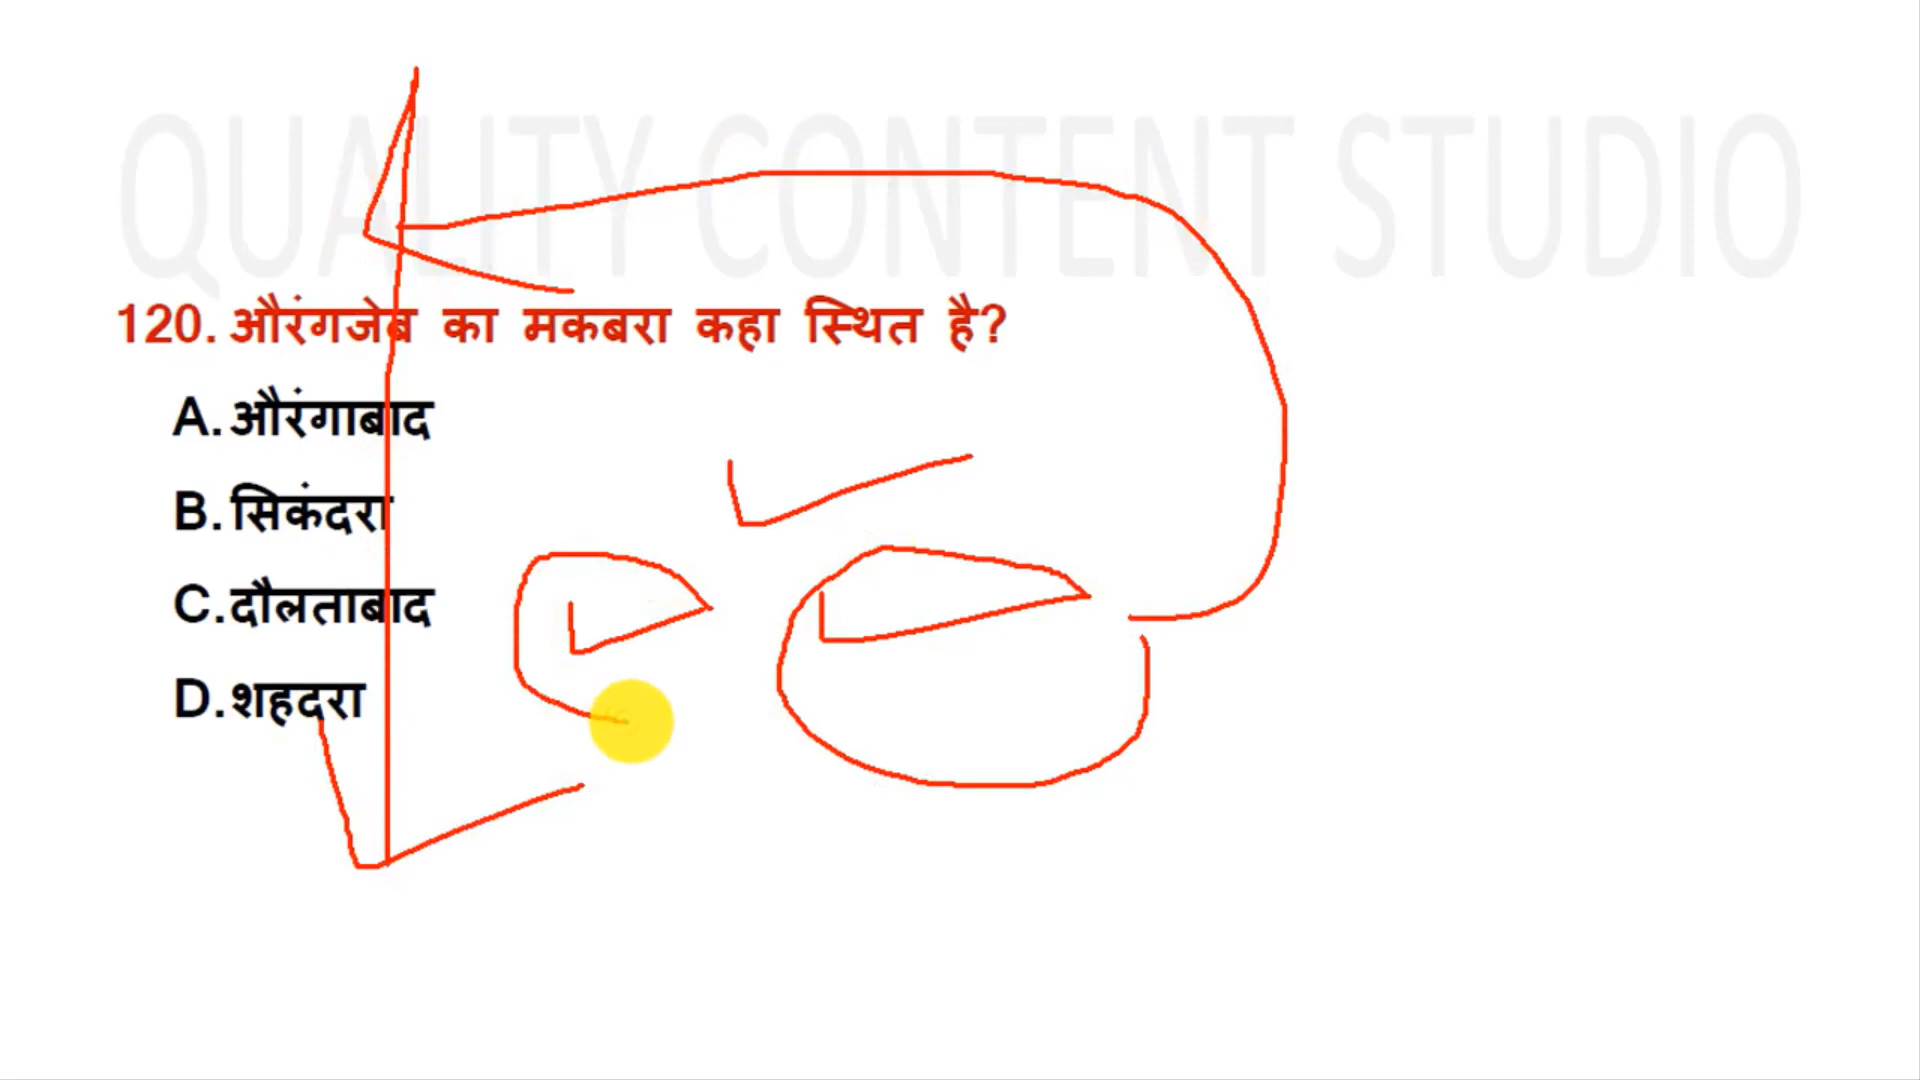 QUALITY CONTENT STUDIO
120. औरंगजेब का मकबरा कहा स्थित है?
A. औरंगाबाद
B. सिकंदरा
C. दौलताबाद
D. शहदरा